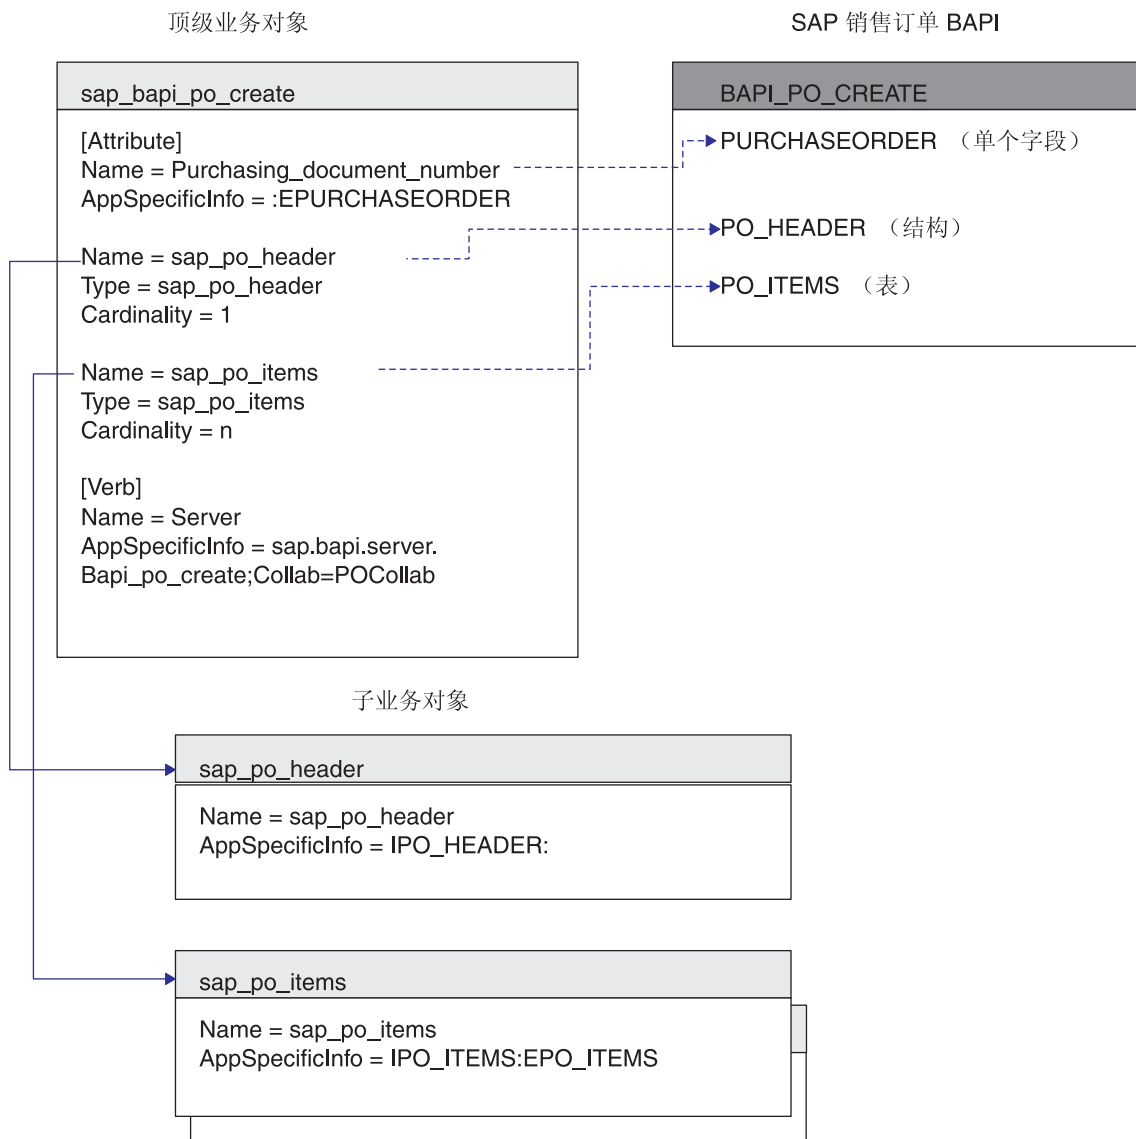 顶级业务对象
SAP 销售订单 BAPI
sap_bapi_po_create
[Attribute]
Name = Purchasing_document_number
AppSpecificInfo = :EPURCHASEORDER
Name = sap_po_header
Type = sap_po_header
Cardinality = 1
Name = sap_po_items
Type = sap_po_items
Cardinality = n
[Verb]
Name = Server
AppSpecificInfo = sap.bapi.server.
Bapi_po_create;Collab=POCollab
BAPI_PO_CREATE
PURCHASEORDER （单个字段）
PO_HEADER （结构）
PO_ITEMS （表）
子业务对象
sap_po_header
Name = sap_po_header
AppSpecificInfo = IPO_HEADER:
sap_po_items
Name = sap_po_items
AppSpecificInfo = IPO_ITEMS:EPO_ITEMS